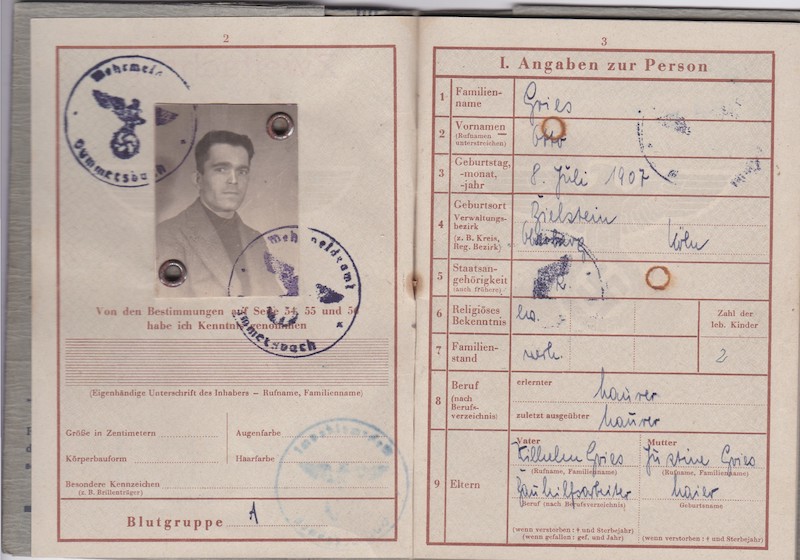 2
Wehrmeldeamt
Gummersbach
Wehrmeldeamt
Gummersbach
Von den Bestimmungen auf Seite 54, 55 und 56
habe ich Kenntnis genommen
(Eigenhändige Unterschrift des Inhabers — Rufname, Familienname)
Größe in Zentimetern
Augenfarbe
Körperbauform
Haarfarbe
Besondere Kennzeichen
(z. B. Brillenträger)
Blutgruppe A
3
I. Angaben zur Person
1 Familien-
name
Gries
2 Vornamen
(Rufnamen
unterstreichen)
Otto
3 Geburtstag,
-monat,
-jahr
8. Juli 1907
4 Geburtsort
Verwaltungs-
bezirk
(z. B. Kreis,
Reg. Bezirk)
Köln
5 Staatsan-
gehörigkeit
(auch frühere)
R.
6 Religiöses
Bekenntnis
Zahl der
leb. Kinder
7 Familien-
stand
verh.
2
8 Beruf
(nach
Berufs-
verzeichnis)
erlernter
Maurer
zuletzt ausgeübter
Maurer
9 Eltern
Vater
Wilhelm Gries
(Rufname, Familienname)
Bauhilfsarbeiter
Beruf (nach Berufsverzeichnis)
(wenn verstorben: † und Sterbejahr)
(wenn gefallen: gef. und Jahr)
Mutter
Justine Gries
(Rufname, Familienname)
Maier
Geburtsname
(wenn verstorben: † und Sterbejahr)